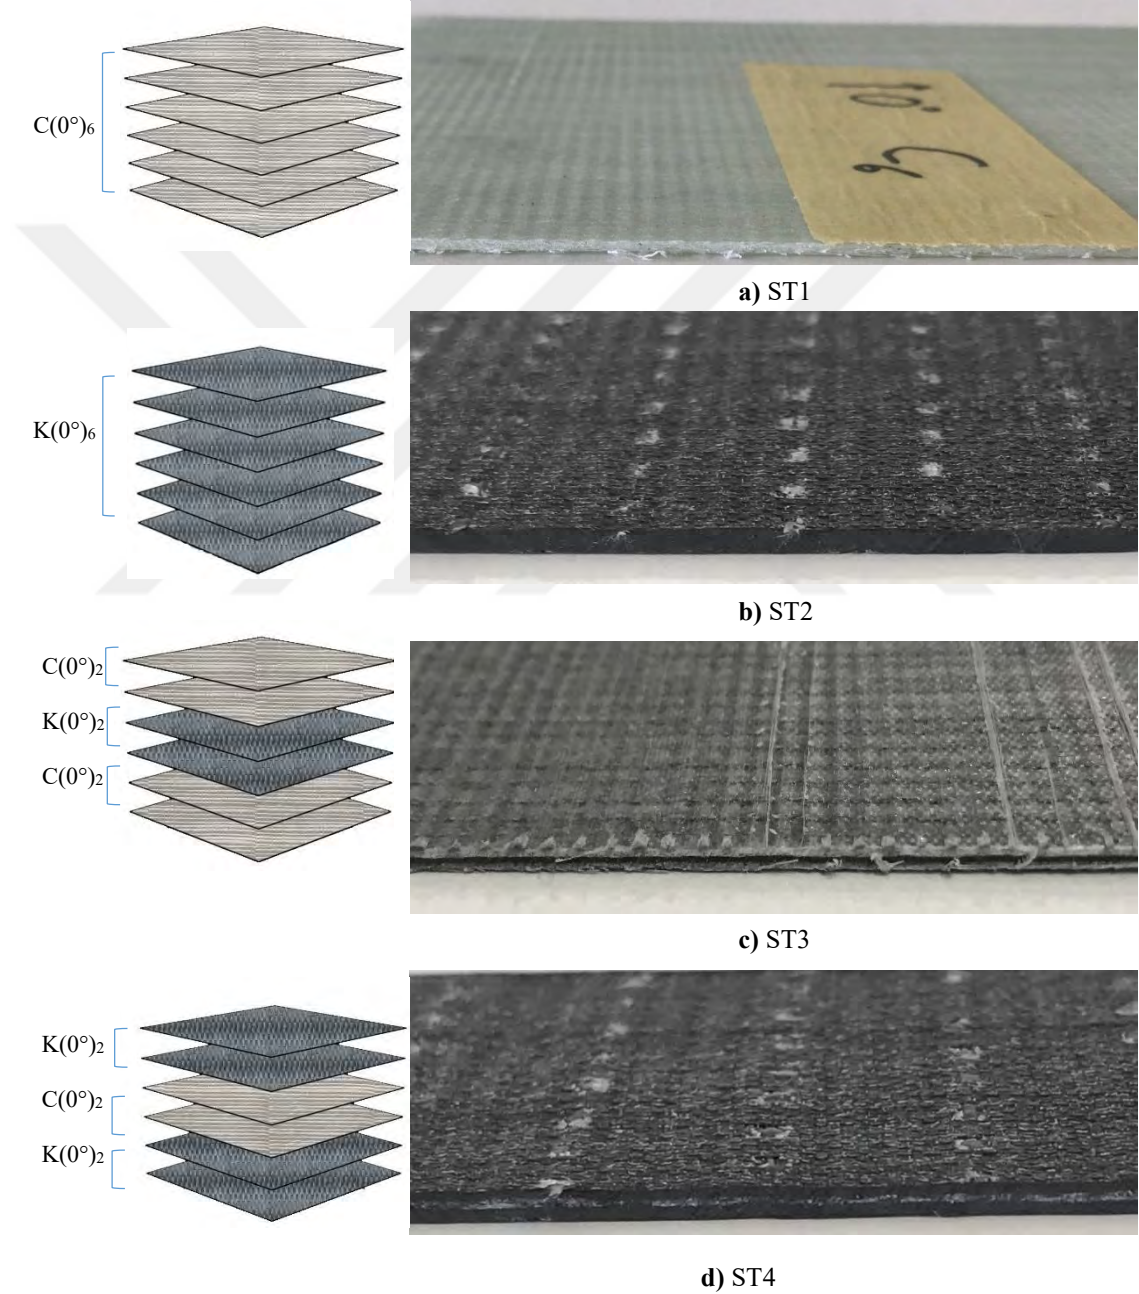 C(0°)₆
10°
C₆
a) ST1
K(0°)₆
b) ST2
C(0°)₂
K(0°)₂
C(0°)₂
c) ST3
K(0°)₂
C(0°)₂
K(0°)₂
d) ST4